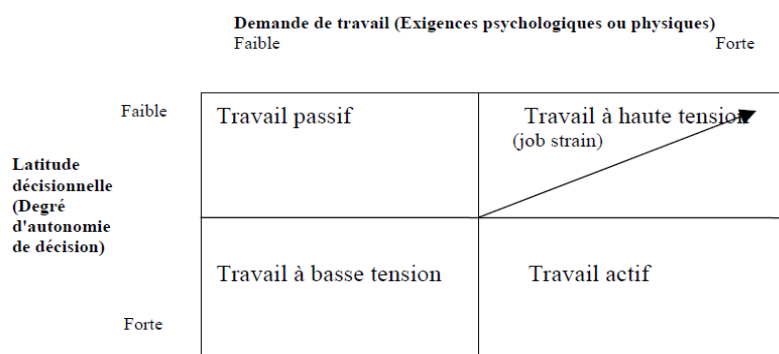 Demande de travail (Exigences psychologiques ou physiques)
Faible Forte
Faible
Travail passif
Travail à haute tension
(job strain)
Latitude
décisionnelle
(Degré
d'autonomie
de décision)
Travail à basse tension
Travail actif
Forte